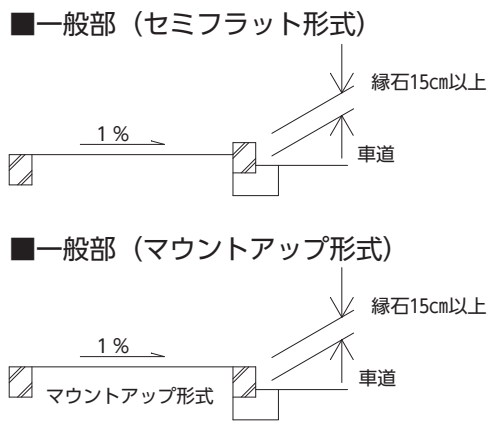 ■一般部（セミフラット形式）
縁石15㎝以上
1％
車道
■一般部（マウントアップ形式）
縁石15㎝以上
1％
車道
マウントアップ形式